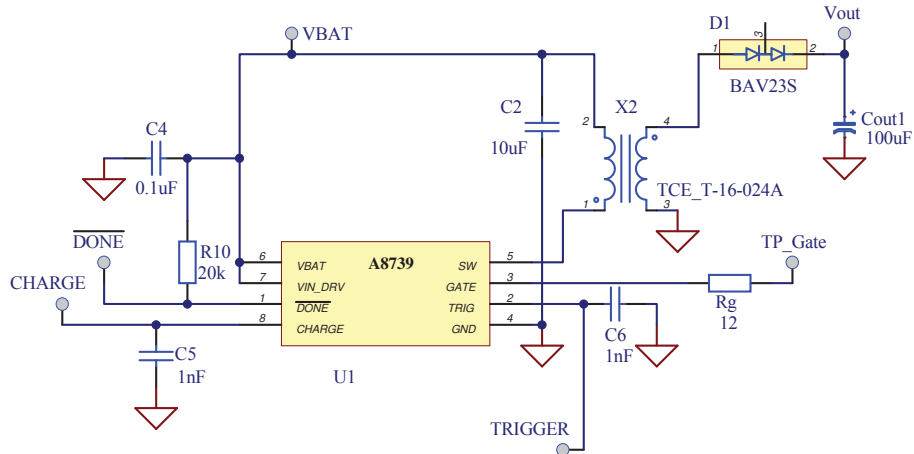 D1
Vout
VBAT
3
1
2
BAV23S
C2
10uF
X2
2
4
Cout1
100uF
C4
0.1uF
1
3
TCE_T-16-024A
DONE
R10
20k
CHARGE
A8739
6 VBAT SW 5
7 VIN_DRV GATE 3
1 DONE TRIG 2
8 CHARGE GND 4
TP_Gate
Rg
12
C6
1nF
C5
1nF
U1
TRIGGER